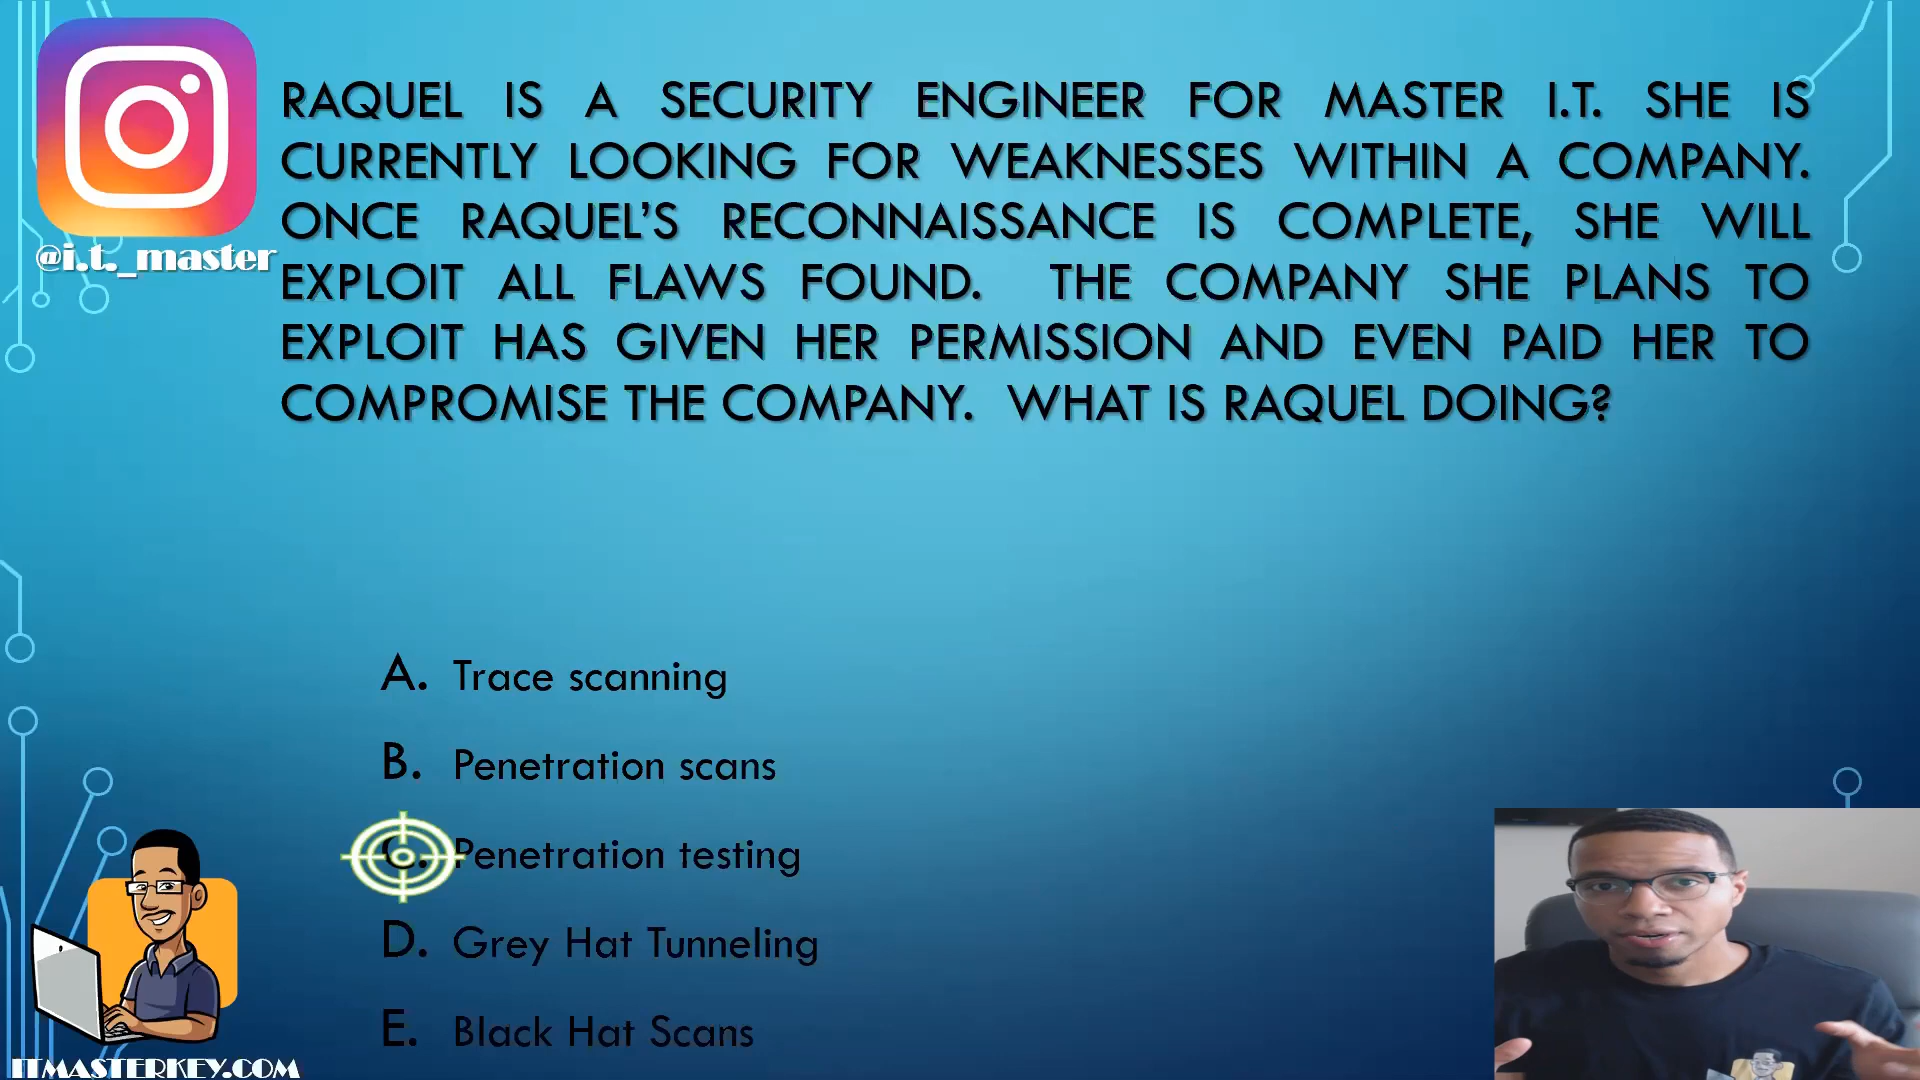 RAQUEL IS A SECURITY ENGINEER FOR MASTER I.T. SHE IS
CURRENTLY LOOKING FOR WEAKNESSES WITHIN A COMPANY.
ONCE RAQUEL'S RECONNAISSANCE IS COMPLETE, SHE WILL
EXPLOIT ALL FLAWS FOUND. THE COMPANY SHE PLANS TO
EXPLOIT HAS GIVEN HER PERMISSION AND EVEN PAID HER TO
COMPROMISE THE COMPANY. WHAT IS RAQUEL DOING?
@i.t._master
A. Trace scanning
B. Penetration scans
C. Penetration testing
D. Grey Hat Tunneling
E. Black Hat Scans
ITMASTERKEY.COM